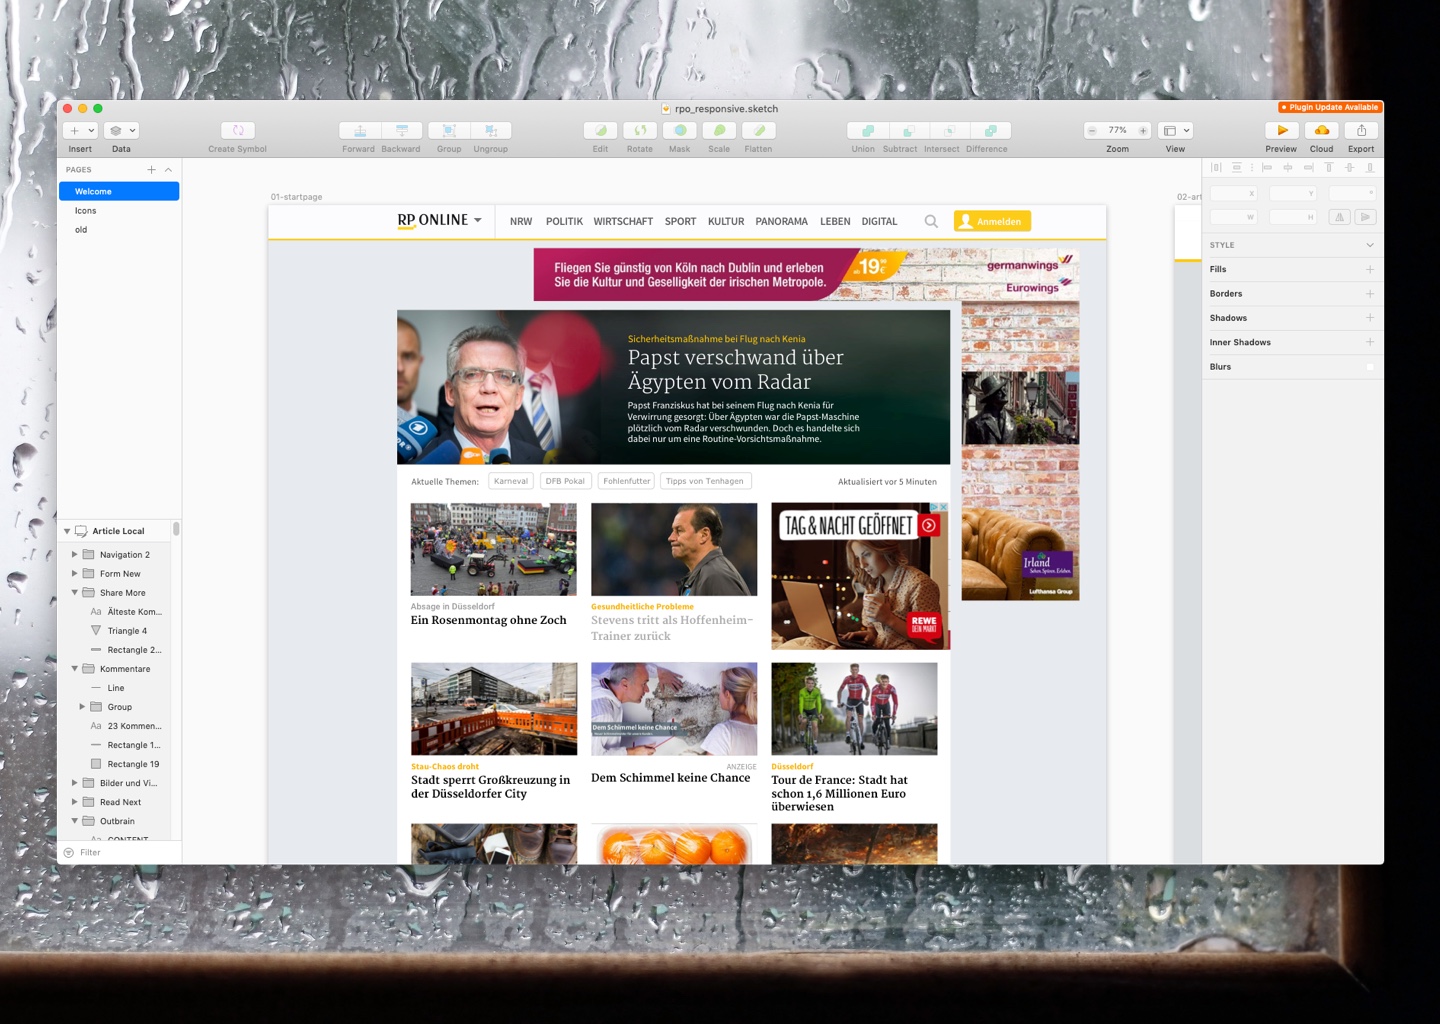 rpo_responsive.sketch
Plugin Update Available
Insert
Data
Create Symbol
Forward
Backward
Group
Ungroup
Edit
Rotate
Mask
Scale
Flatten
Union
Subtract
Intersect
Difference
77%
Zoom
View
Preview
Cloud
Export
PAGES
Welcome
Icons
old
Article Local
Navigation 2
Form New
Share More
Aa Älteste Kom...
Triangle 4
Rectangle 2...
Kommentare
Line
Group
Aa 23 Kommen...
Rectangle 1...
Rectangle 19
Bilder und Vi...
Read Next
Outbrain
Aa CONTENT
Filter
01-startpage
02-art
RP ONLINE
NRW
POLITIK
WIRTSCHAFT
SPORT
KULTUR
PANORAMA
LEBEN
DIGITAL
Anmelden
Fliegen Sie günstig von Köln nach Dublin und erleben
Sie die Kultur und Geselligkeit der irischen Metropole.
19
€
germanwings
Eurowings
Sicherheitsmaßnahme bei Flug nach Kenia
Papst verschwand über
Ägypten vom Radar
Papst Franziskus hat bei seinem Flug nach Kenia für
Verwirrung gesorgt: Über Ägypten war die Papst-Maschine
plötzlich vom Radar verschwunden. Doch es handelte sich
dabei nur um eine Routine-Vorsichtsmaßnahme.
Aktuelle Themen:
Karneval
DFB Pokal
Fohlenfutter
Tipps von Tenhagen
Aktualisiert vor 5 Minuten
Absage in Düsseldorf
Ein Rosenmontag ohne Zoch
Gesundheitliche Probleme
Stevens tritt als Hoffenheim-
Trainer zurück
TAG & NACHT GEÖFFNET
REWE
DEIN MARKT
Irland
Sehen. Spüren. Erleben.
Lufthansa Group
Stau-Chaos droht
Stadt sperrt Großkreuzung in
der Düsseldorfer City
Dem Schimmel keine Chance
ANZEIGE
Dem Schimmel keine Chance
Düsseldorf
Tour de France: Stadt hat
schon 1,6 Millionen Euro
überwiesen
X
Y
°
W
H
STYLE
Fills
Borders
Shadows
Inner Shadows
Blurs